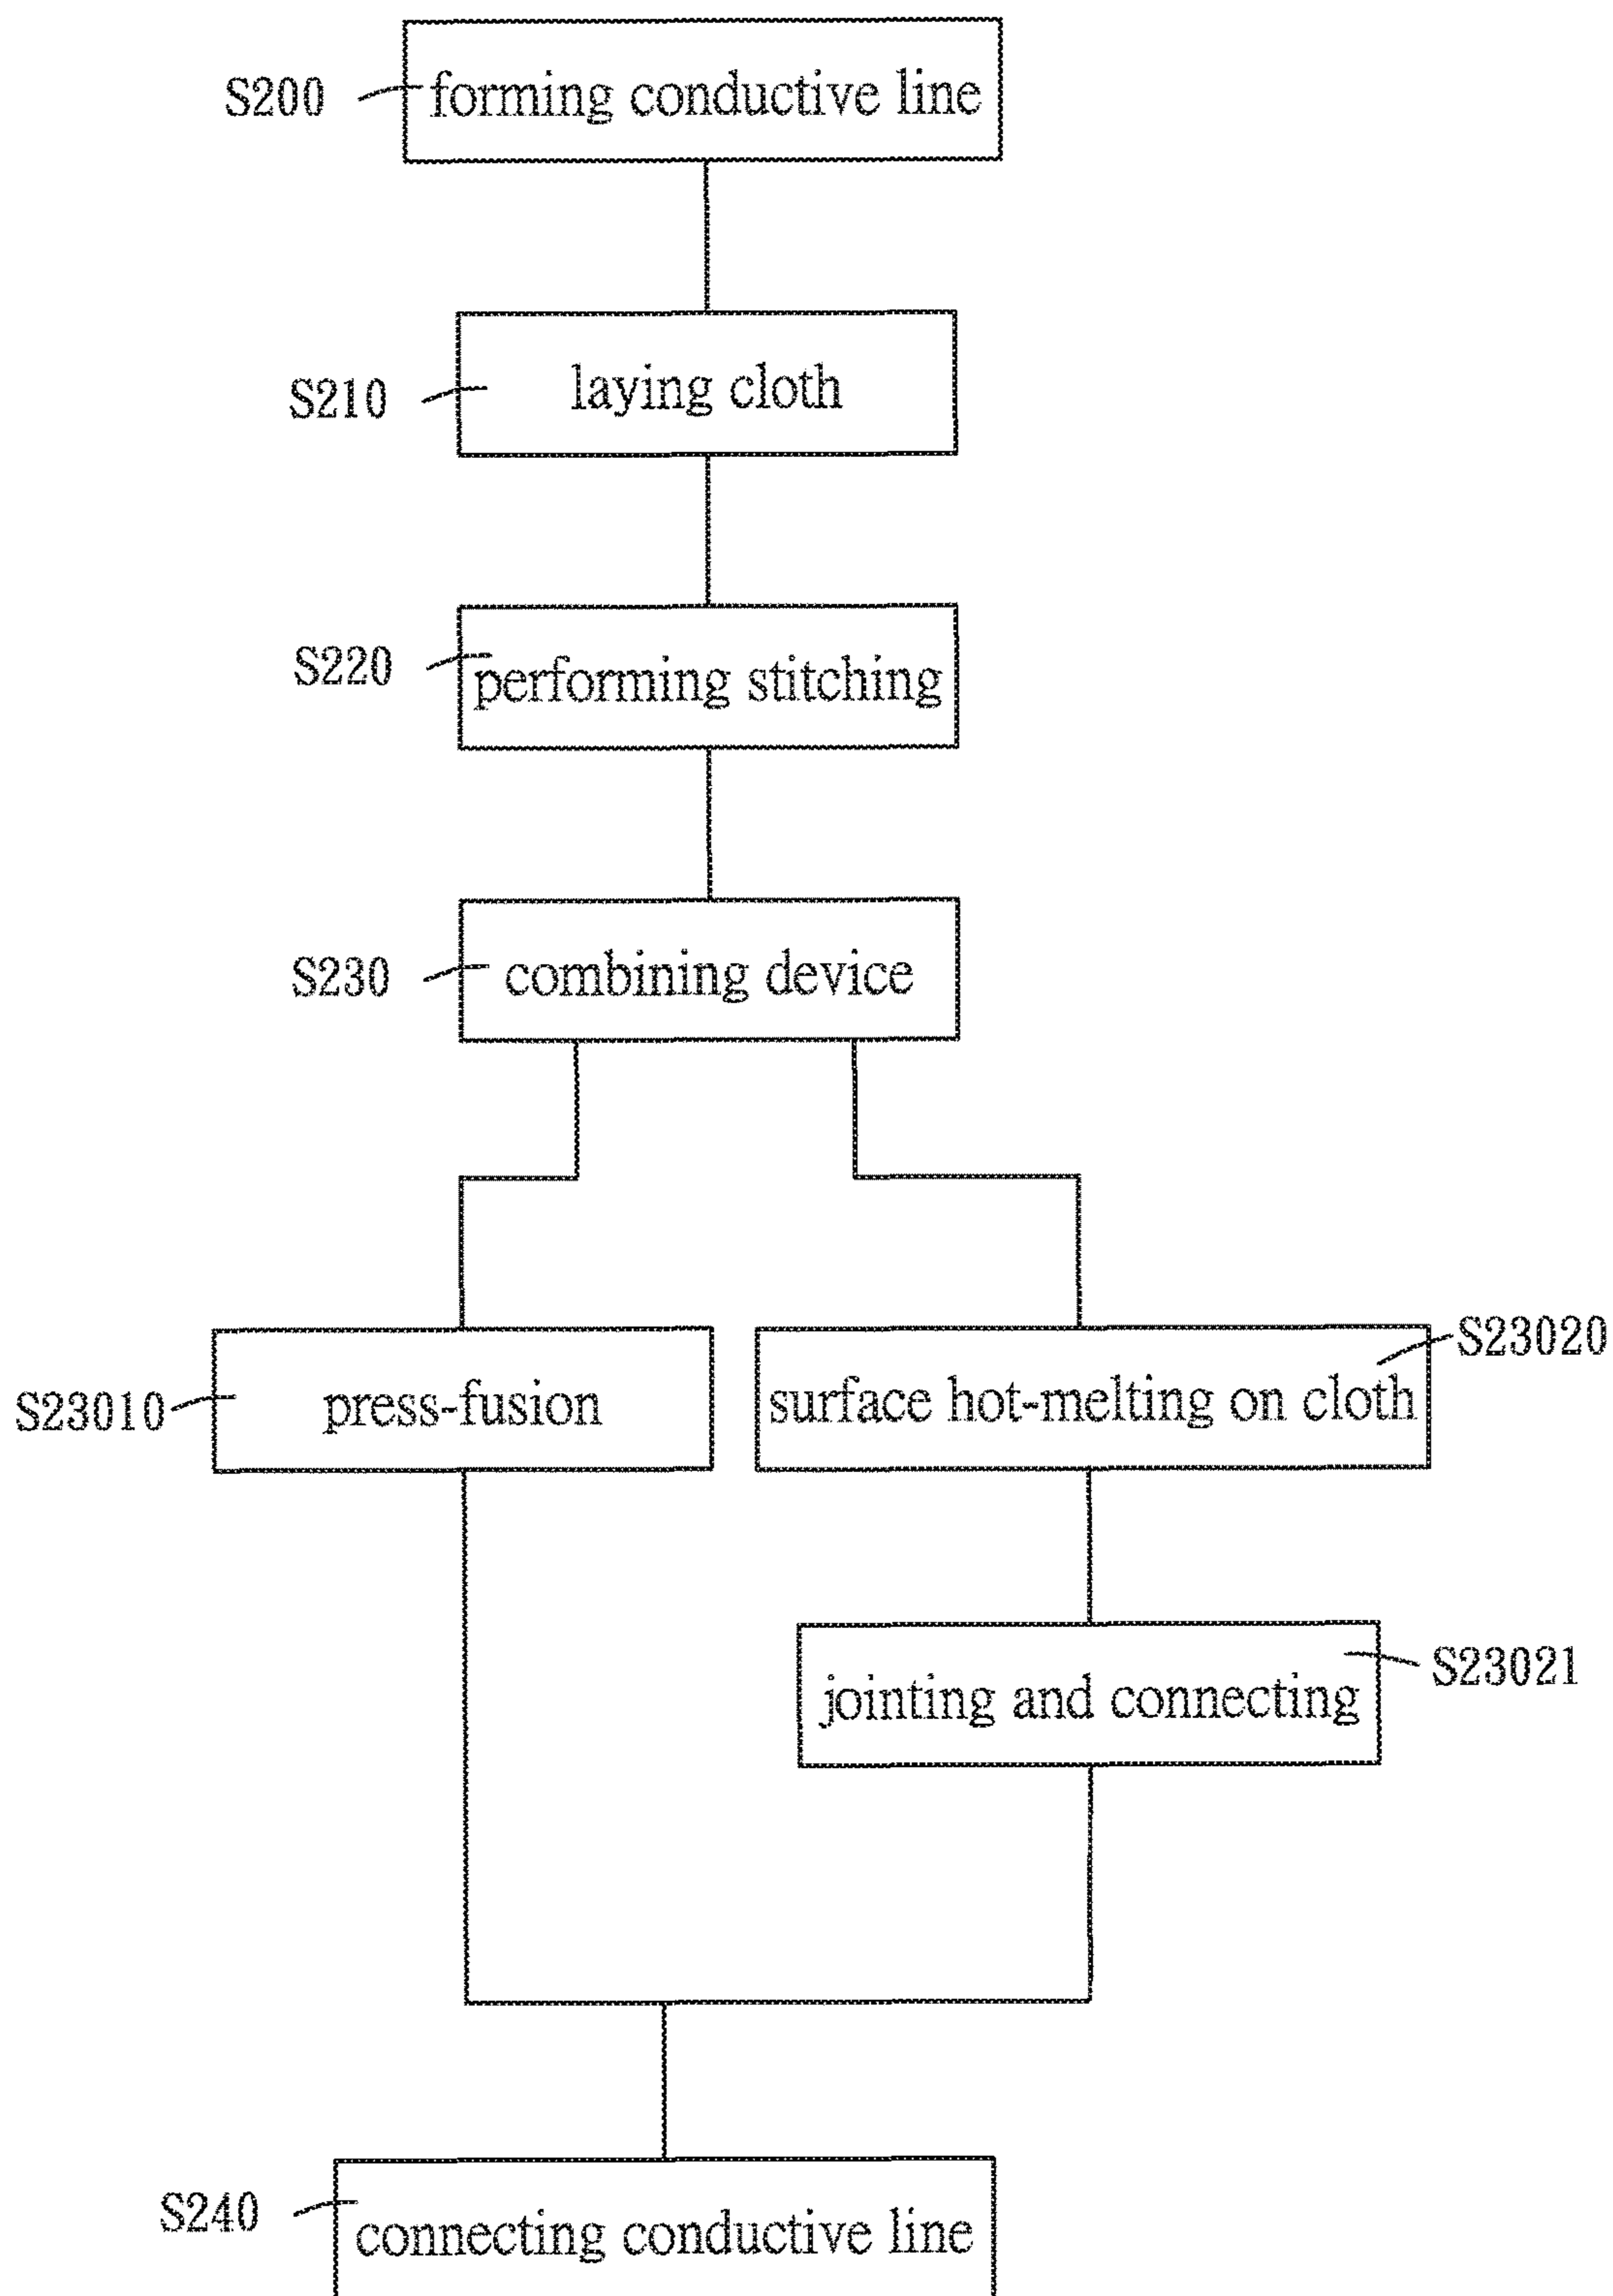 S200
forming conductive line
S210
laying cloth
S220
performing stitching
S230
combining device
S23010
press-fusion
S23020
surface hot-melting on cloth
S23021
jointing and connecting
S240
connecting conductive line